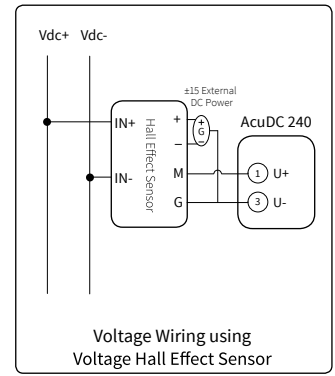 Vdc+ Vdc-
±15 External
DC Power
AcuDC 240
IN+
+
+
G
−
−
Hall Effect Sensor
M
1 U+
IN-
G
3 U-
Voltage Wiring using
Voltage Hall Effect Sensor